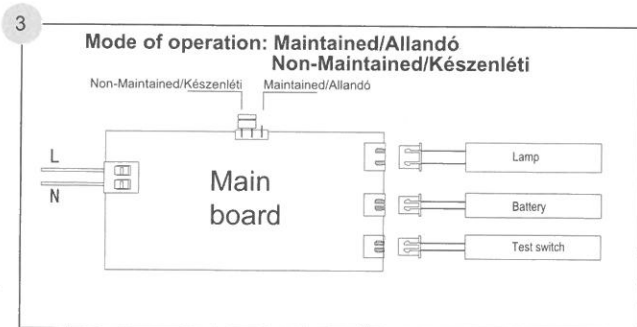 3
Mode of operation: Maintained/Allandó
Non-Maintained/Készenléti
Non-Maintained/Készenléti Maintained/Allandó
L
N
Main
board
Lamp
Battery
Test switch